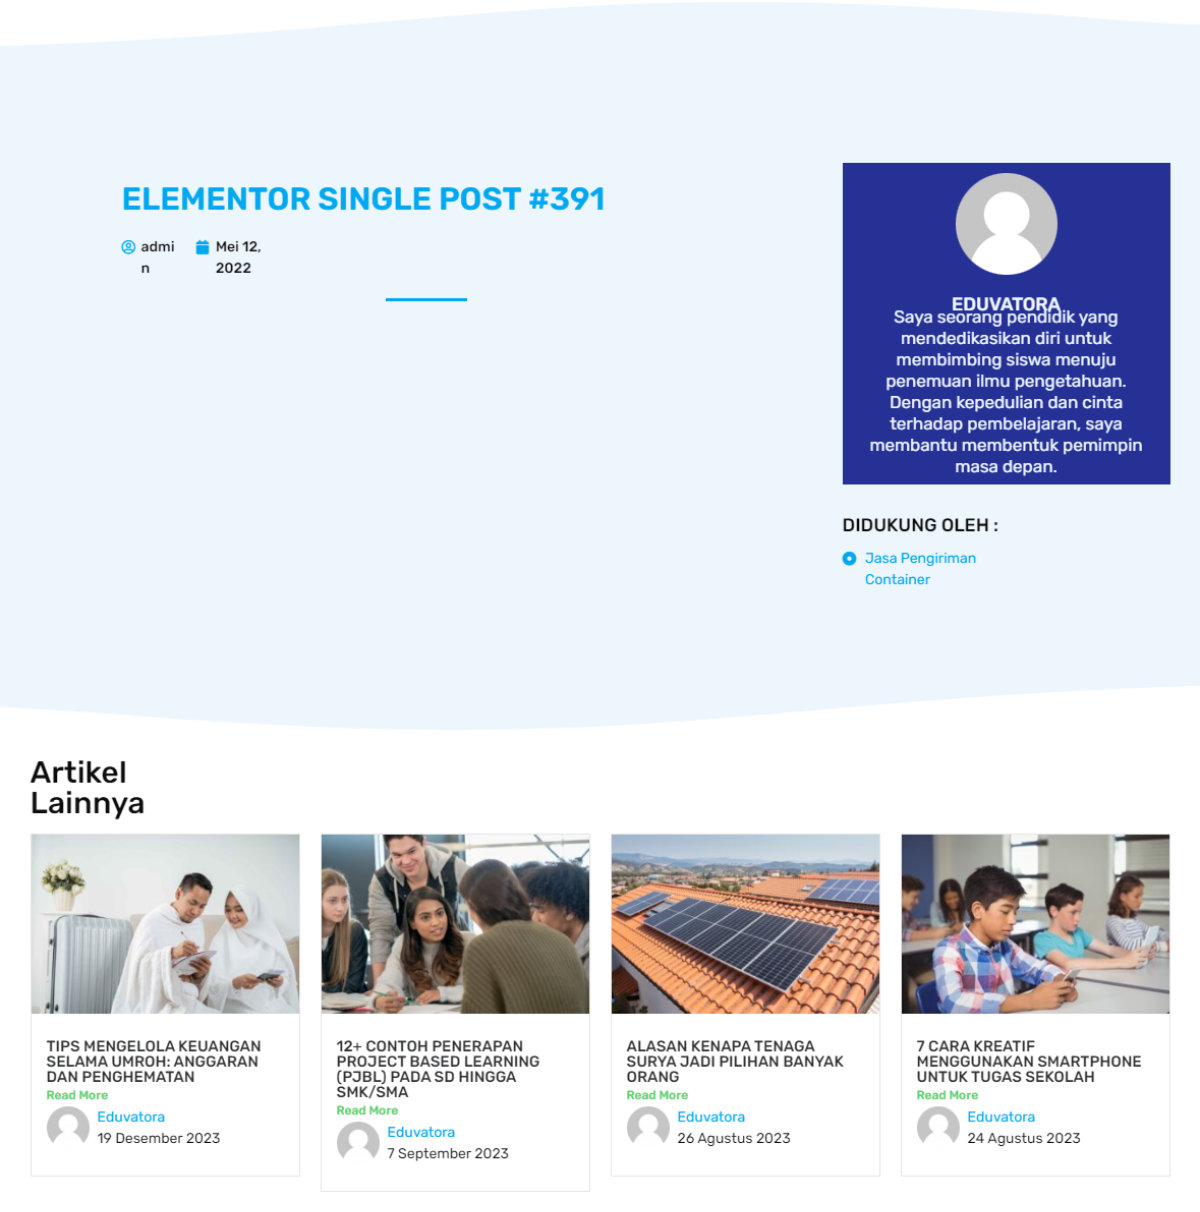 ELEMENTOR SINGLE POST #391
admi
n
Mei 12,
2022
EDUVATORA
Saya seorang pendidik yang
mendedikasikan diri untuk
membimbing siswa menuju
penemuan ilmu pengetahuan.
Dengan kepedulian dan cinta
terhadap pembelajaran, saya
membantu membentuk pemimpin
masa depan.
DIDUKUNG OLEH :
Jasa Pengiriman
Container
Artikel
Lainnya
TIPS MENGELOLA KEUANGAN
SELAMA UMROH: ANGGARAN
DAN PENGHEMATAN
Read More
Eduvatora
19 Desember 2023
12+ CONTOH PENERAPAN
PROJECT BASED LEARNING
(PJBL) PADA SD HINGGA
SMK/SMA
Read More
Eduvatora
7 September 2023
ALASAN KENAPA TENAGA
SURYA JADI PILIHAN BANYAK
ORANG
Read More
Eduvatora
26 Agustus 2023
7 CARA KREATIF
MENGGUNAKAN SMARTPHONE
UNTUK TUGAS SEKOLAH
Read More
Eduvatora
24 Agustus 2023